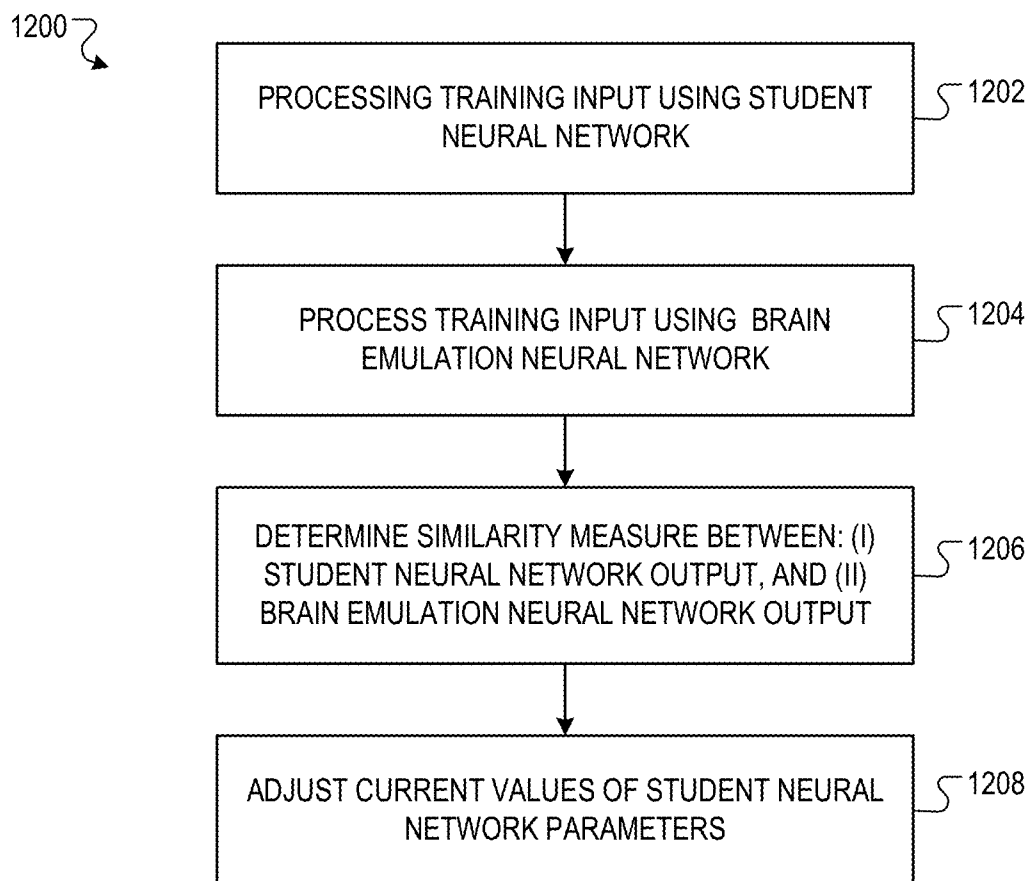 1200
PROCESSING TRAINING INPUT USING STUDENT
NEURAL NETWORK
1202
PROCESS TRAINING INPUT USING BRAIN
EMULATION NEURAL NETWORK
1204
DETERMINE SIMILARITY MEASURE BETWEEN: (I)
STUDENT NEURAL NETWORK OUTPUT, AND (II)
BRAIN EMULATION NEURAL NETWORK OUTPUT
1206
ADJUST CURRENT VALUES OF STUDENT NEURAL
NETWORK PARAMETERS
1208